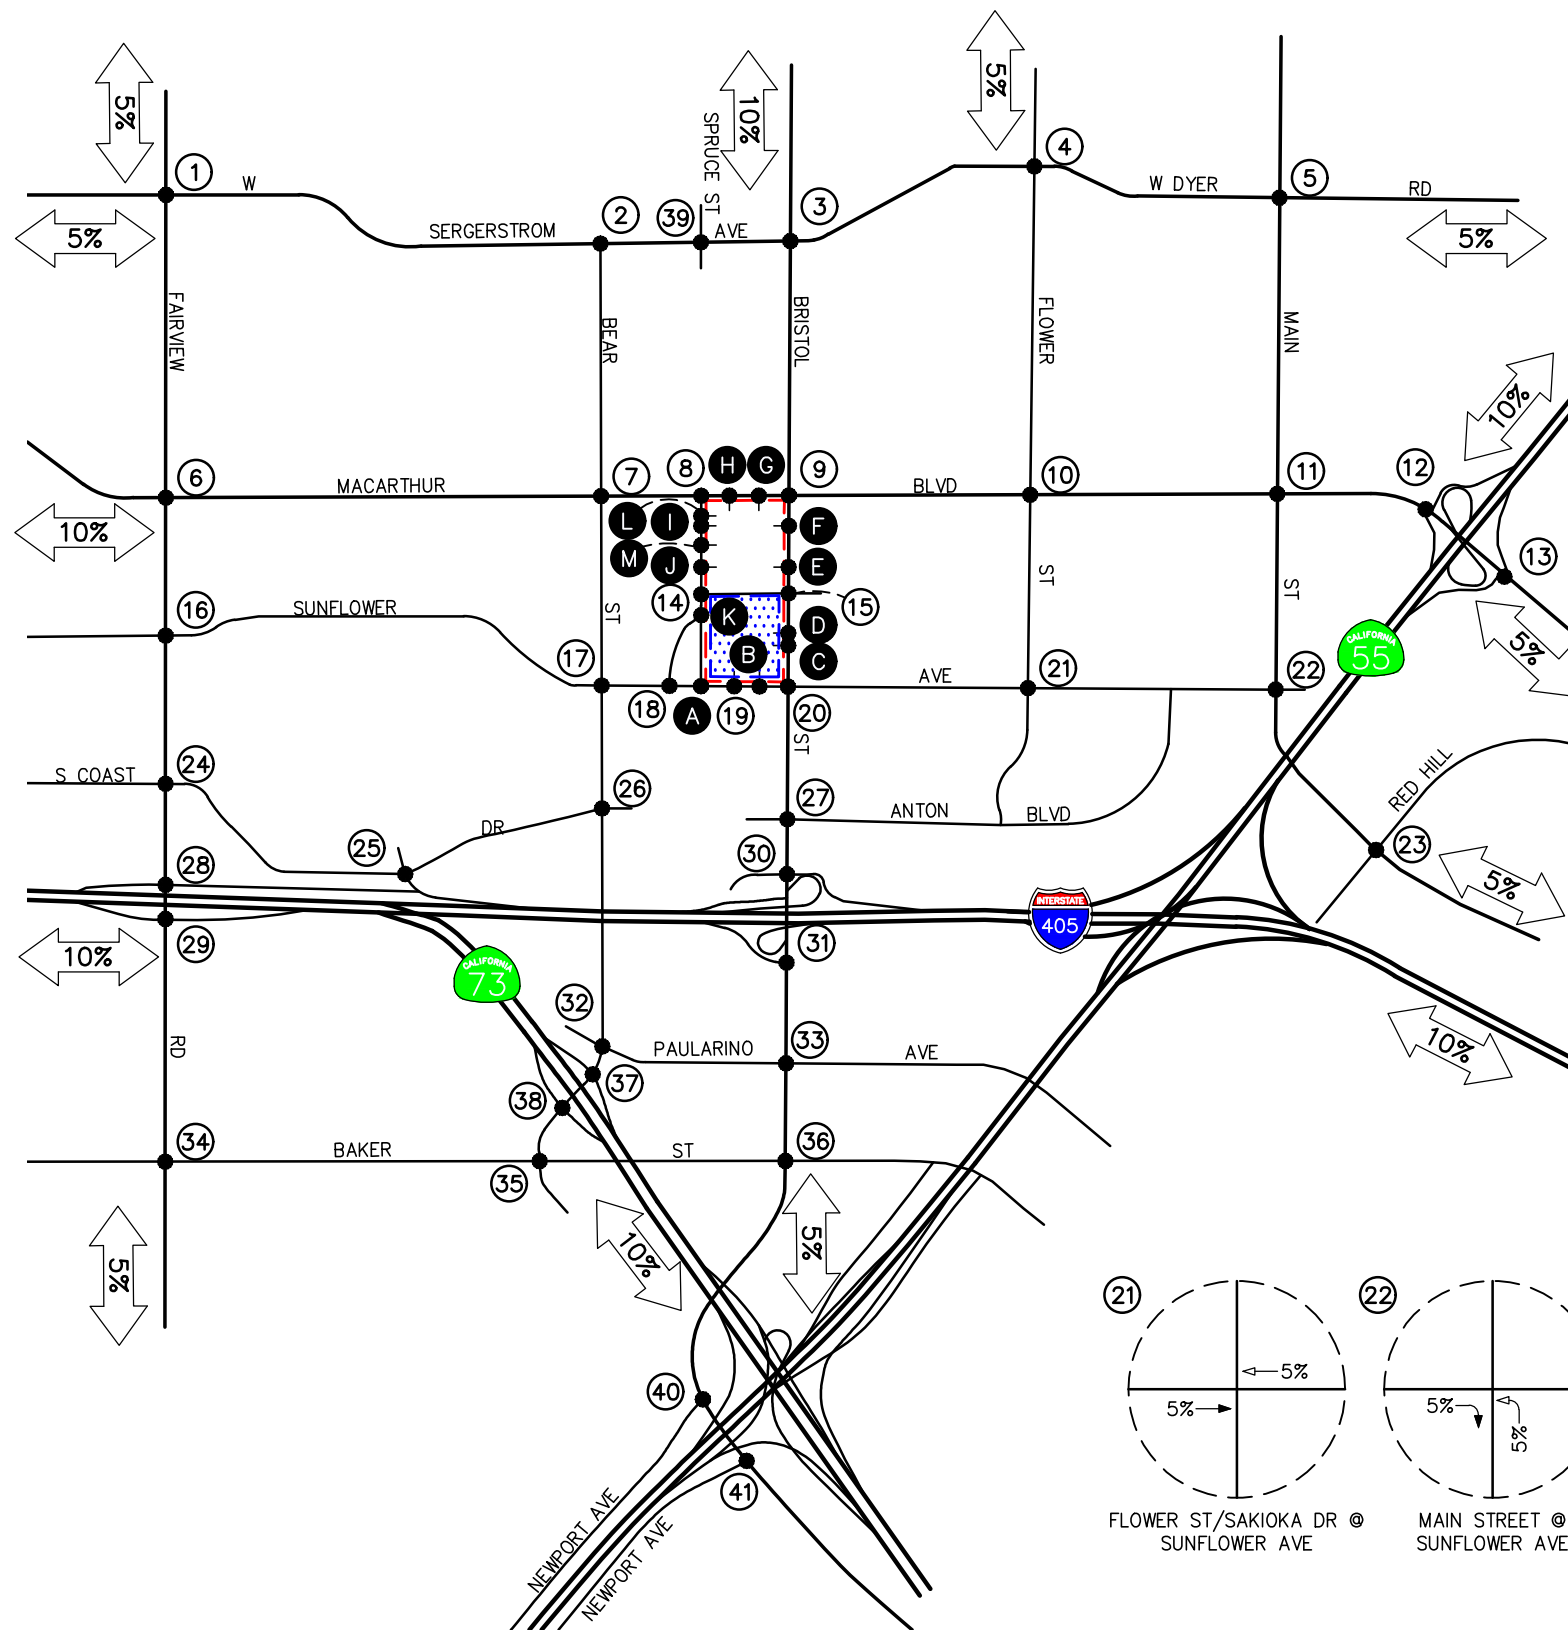 5%
10%
5%
SPRUCE ST
1
2
39
3
4
5
W
SERGERSTROM
AVE
W DYER
RD
5%
5%
FAIRVIEW
BEAR
BRISTOL
FLOWER
MAIN
10%
6
MACARTHUR
7
8
H
G
9
BLVD
10
11
12
13
10%
L
I
F
M
J
E
ST
ST
10%
16
SUNFLOWER
ST
14
K
15
D
5%
17
B
C
CALIFORNIA
55
AVE
21
22
18
A
19
20
ST
24
S COAST
DR
26
27
ANTON
BLVD
RED HILL
23
25
28
30
5%
29
31
INTERSTATE
405
10%
CALIFORNIA
73
32
RD
PAULARINO
33
AVE
10%
37
38
34
BAKER
ST
36
35
5%
10%
5%
21
22
5%
5%
5%
5%
40
41
FLOWER ST/SAKIOKA DR @
SUNFLOWER AVE
MAIN STREET @
SUNFLOWER AVE
NEWPORT AVE
NEWPORT AVE